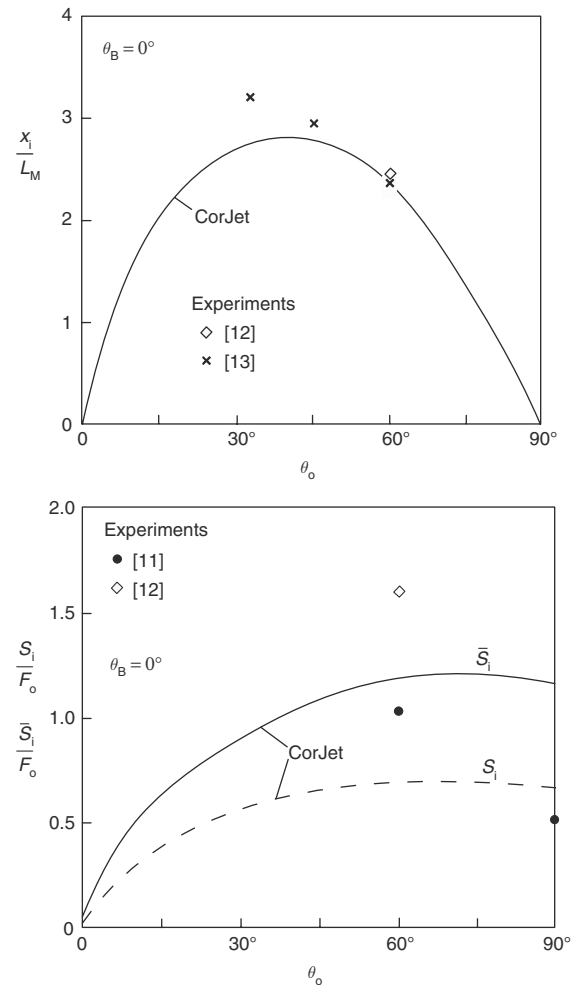 4
θB = 0°
3
xi
LM
2
CorJet
Experiments
[12]
1
[13]
0
0
30°
60°
90°
θo
2.0
Experiments
[11]
[12]
1.5
Si
Fo
θB = 0°
S̄i
S̄i
Fo
1.0
CorJet
Si
0.5
0
0
30°
60°
90°
θo